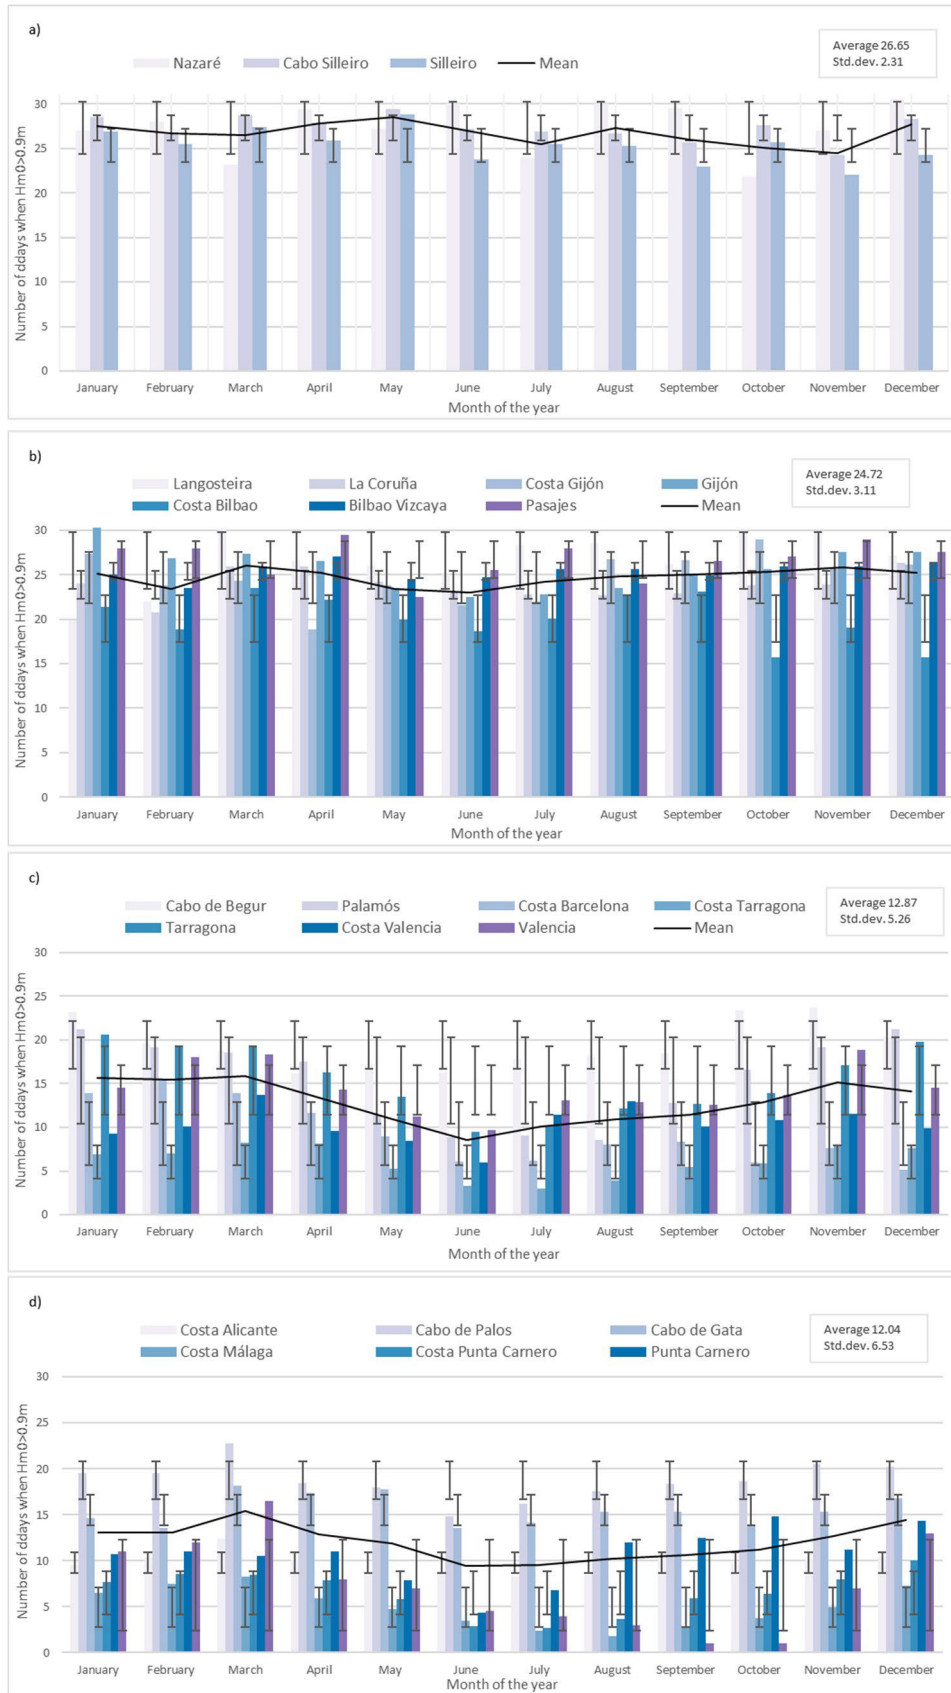 a)
Average 26.65
Std.dev. 2.31
Nazaré Cabo Silleiro Silleiro Mean
Number of ddays when Hm0>0.9m
30
25
20
15
10
5
0
January February March April May June July August September October November December
Month of the year
b)
Average 24.72
Std.dev. 3.11
Langosteira La Coruña Costa Gijón Gijón
Costa Bilbao Bilbao Vizcaya Pasajes Mean
Number of ddays when Hm0>0.9m
30
25
20
15
10
5
0
January February March April May June July August September October November December
Month of the year
c)
Average 12.87
Std.dev. 5.26
Cabo de Begur Palamós Costa Barcelona Costa Tarragona
Tarragona Costa Valencia Valencia Mean
Number of ddays when Hm0>0.9m
30
25
20
15
10
5
0
January February March April May June July August September October November December
Month of the year
d)
Average 12.04
Std.dev. 6.53
Costa Alicante Cabo de Palos Cabo de Gata
Costa Málaga Costa Punta Carnero Punta Carnero
Number of ddays when Hm0>0.9m
30
25
20
15
10
5
0
January February March April May June July August September October November December
Month of the year